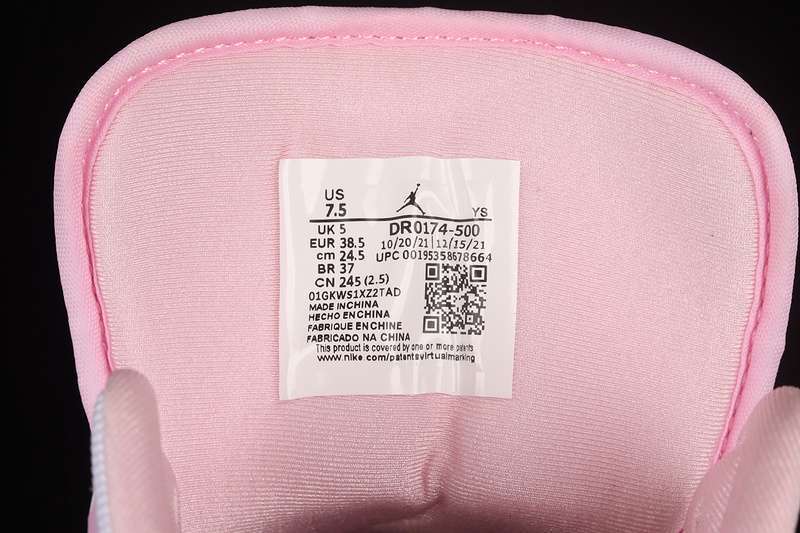 US
7.5 YS
UK 5 DR0174-500
EUR 38.5 10/20/21 | 12/15/21
cm 24.5 UPC 00195358678664
BR 37
CN 245 (2.5)
01GKWS1XZ2TAD
MADE IN CHINA
HECHO EN CHINA
FABRIQUE EN CHINE
FABRICADO NA CHINA
This product is covered by one or more patents
www.nike.com/patentsvirtualmarking